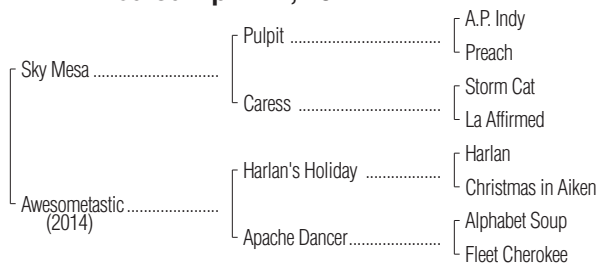 Pulpit
A.P. Indy
Preach
Sky Mesa
Caress
Storm Cat
La Affirmed
Harlan's Holiday
Harlan
Christmas in Aiken
Awesometastic
(2014)
Apache Dancer
Alphabet Soup
Fleet Cherokee